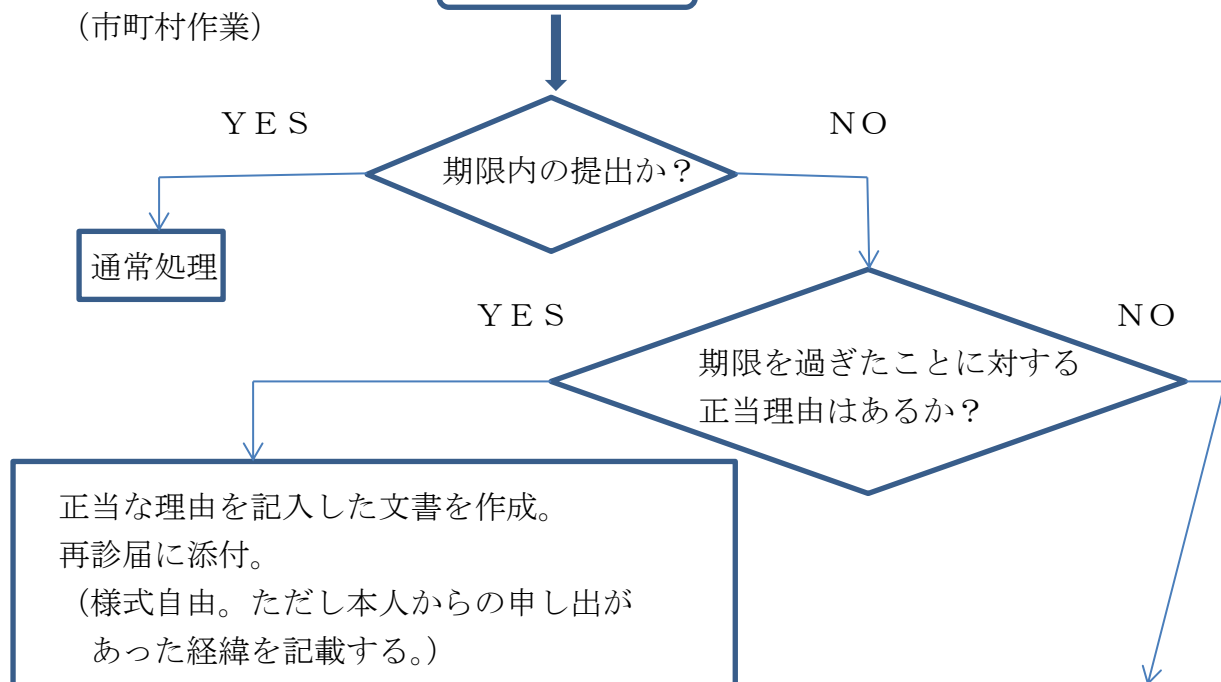 （市町村作業）
ＹＥＳ
ＮＯ
期限内の提出か？
通常処理
ＹＥＳ
ＮＯ
期限を過ぎたことに対する
正当理由はあるか？
正当な理由を記入した文書を作成。
再診届に添付。
（様式自由。ただし本人からの申し出が
あった経緯を記載する。）